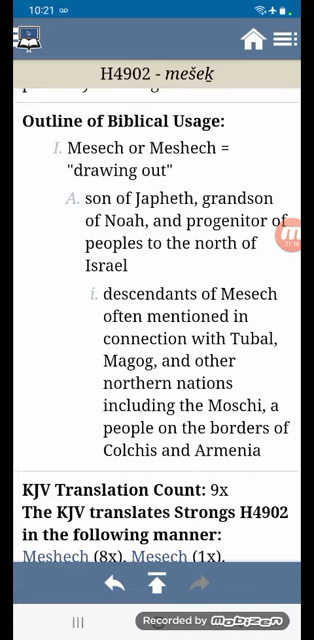 10:21
H4902 - mešeḵ
Outline of Biblical Usage:
I. Mesech or Meshech =
"drawing out"
A. son of Japheth, grandson
of Noah, and progenitor of
peoples to the north of
Israel
i. descendants of Mesech
often mentioned in
connection with Tubal,
Magog, and other
northern nations
including the Moschi, a
people on the borders of
Colchis and Armenia
KJV Translation Count: 9x
The KJV translates Strongs H4902
in the following manner:
Meshech (8x), Mesech (1x).
Recorded by mobizen